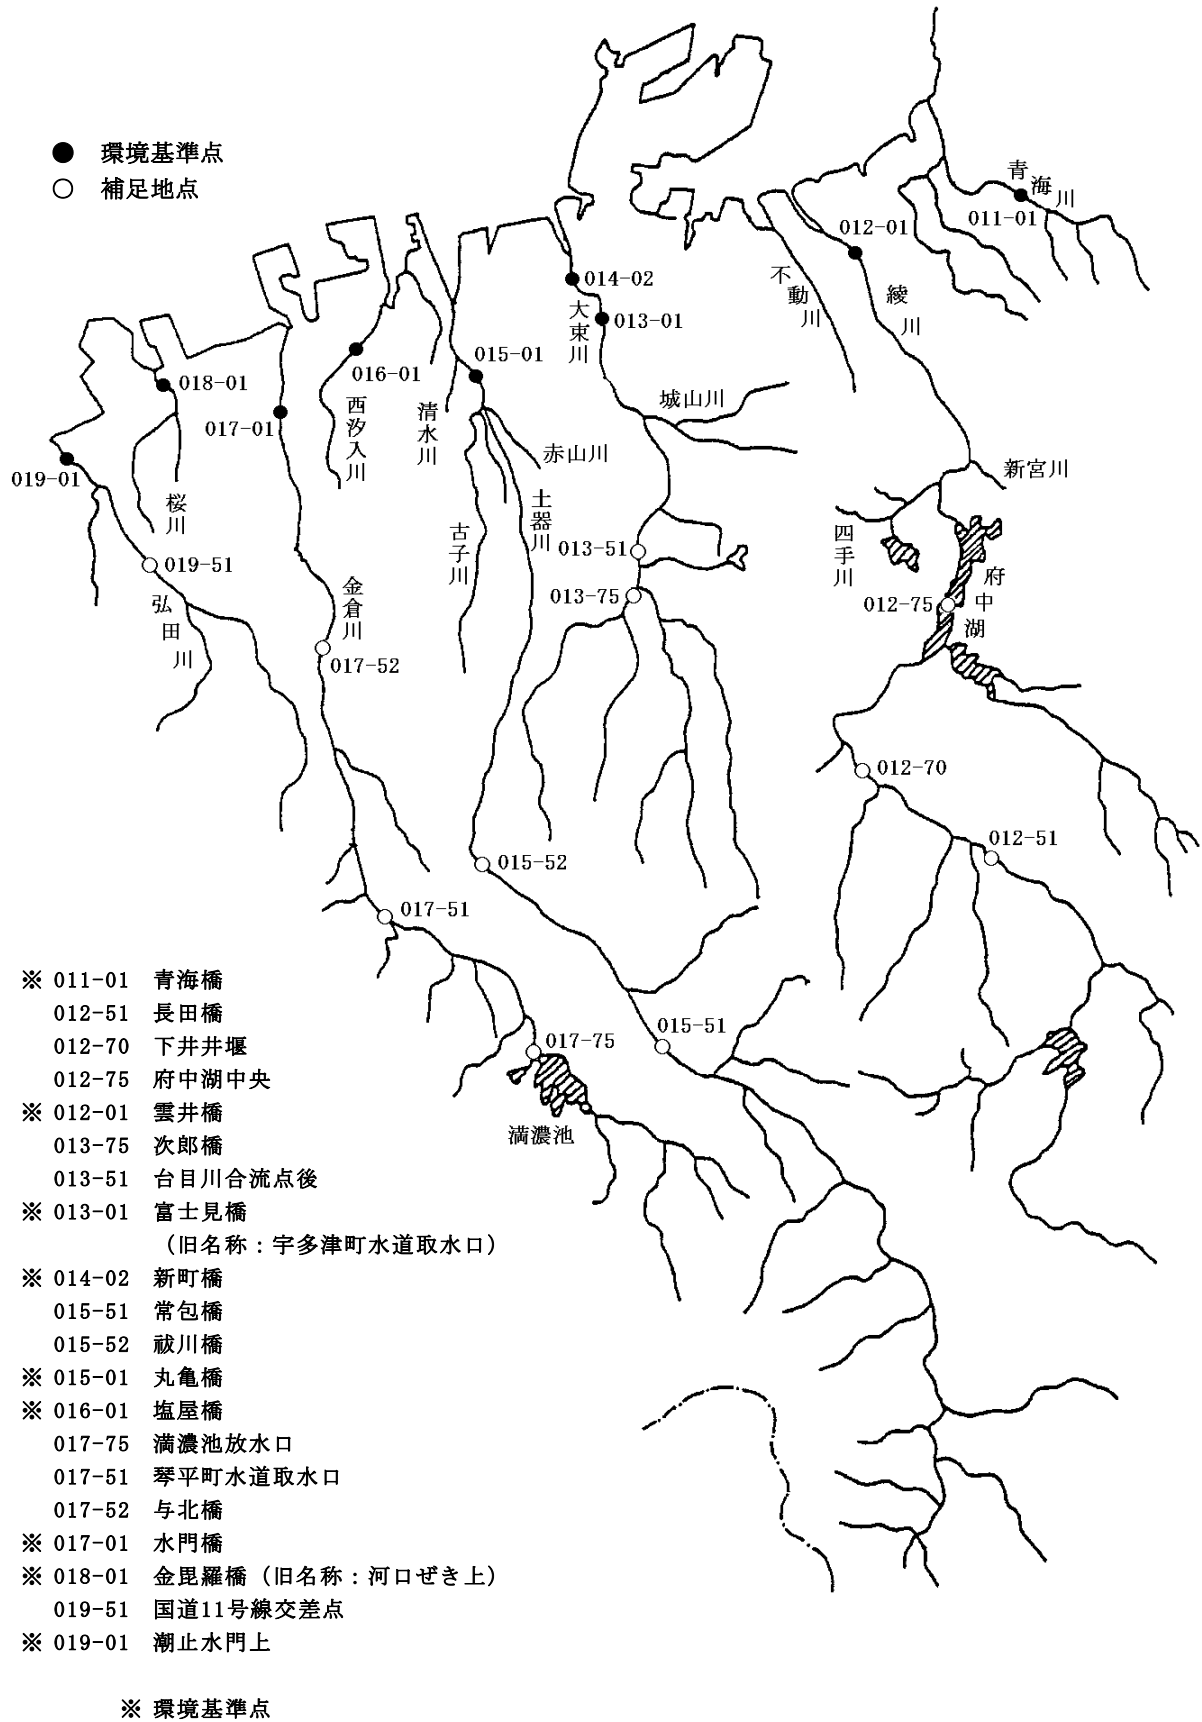 ● 環境基準点
○ 補足地点
青海川
011-01
012-01
綾川
不動川
014-02
大束川
013-01
015-01
016-01
018-01
017-01
019-01
西汐入川
清水川
城山川
赤山川
新宮川
桜川
古子川
土器川
四手川
013-51
019-51
013-75
012-75
府中湖
弘田川
金倉川
017-52
012-70
012-51
015-52
017-51
015-51
017-75
満濃池
※ 011-01 青海橋
012-51 長田橋
012-70 下井井堰
012-75 府中湖中央
※ 012-01 雲井橋
013-75 次郎橋
013-51 台目川合流点後
※ 013-01 富士見橋
（旧名称：宇多津町水道取水口）
※ 014-02 新町橋
015-51 常包橋
015-52 祓川橋
※ 015-01 丸亀橋
※ 016-01 塩屋橋
017-75 満濃池放水口
017-51 琴平町水道取水口
017-52 与北橋
※ 017-01 水門橋
※ 018-01 金毘羅橋（旧名称：河口ぜき上）
019-51 国道11号線交差点
※ 019-01 潮止水門上
※ 環境基準点